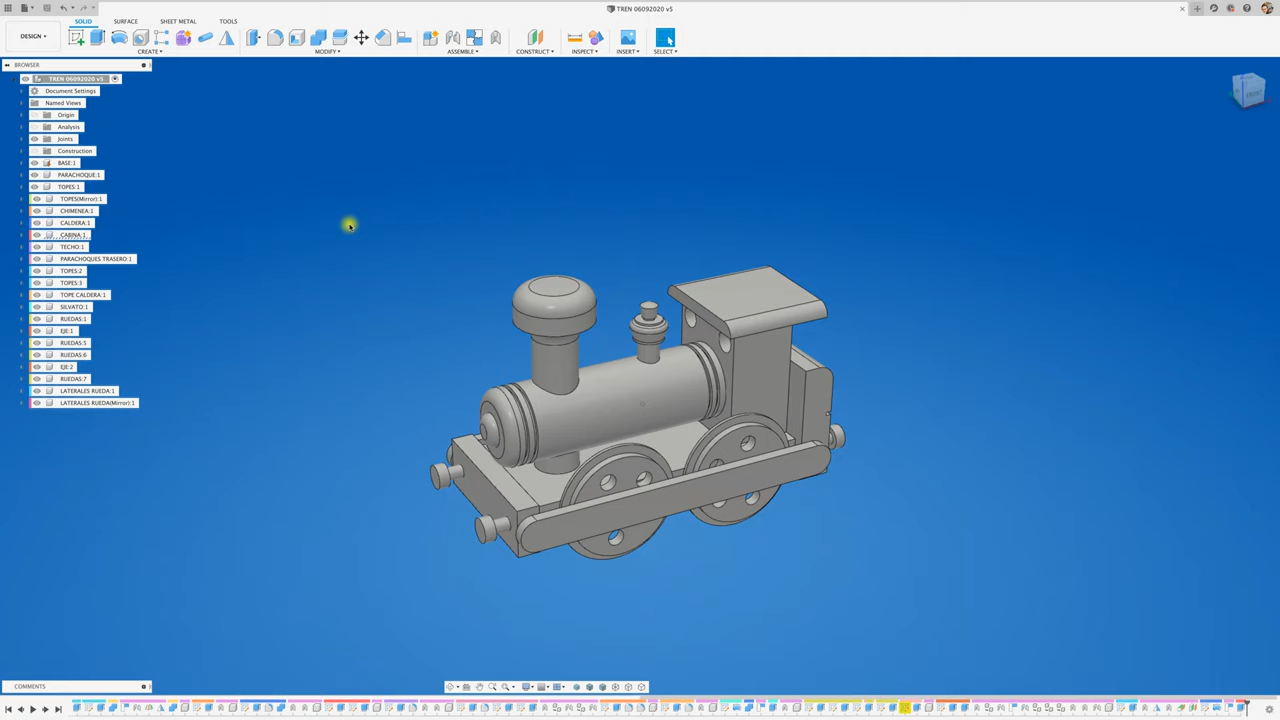 TREN 06092020 v5
DESIGN ▾
SOLID SURFACE SHEET METAL TOOLS
CREATE ▾ MODIFY ▾ ASSEMBLE ▾ CONSTRUCT ▾ INSPECT ▾ INSERT ▾ SELECT ▾
BROWSER
TREN 06092020 v5
Document Settings
Named Views
Origin
Analysis
Joints
Construction
BASE:1
PARACHOQUE:1
TOPES:1
TOPES(Mirror):1
CHIMENEA:1
CALDERA:1
CABINA:1
TECHO:1
PARACHOQUES TRASERO:1
TOPES:2
TOPES:3
TOPE CALDERA:1
SILVATO:1
RUEDAS:1
EJE:1
RUEDAS:5
RUEDAS:6
EJE:2
RUEDAS:7
LATERALES RUEDA:1
LATERALES RUEDA(Mirror):1
FRONT
COMMENTS